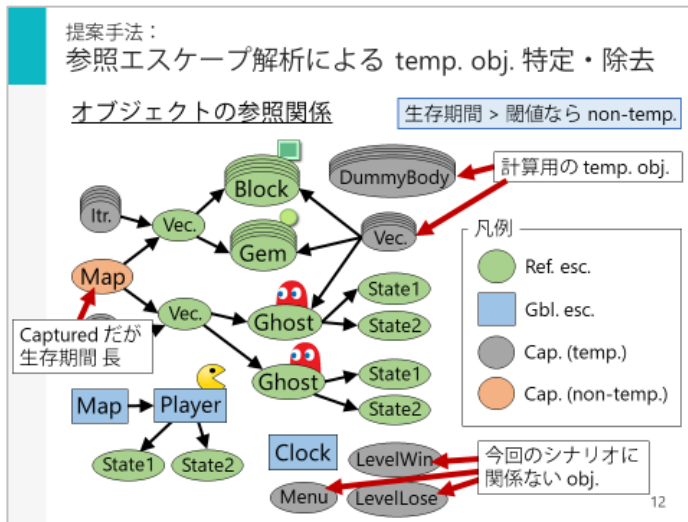 提案手法：
参照エスケープ解析による temp. obj. 特定・除去
オブジェクトの参照関係
生存期間 > 閾値なら non-temp.
Block
DummyBody
計算用の temp. obj.
Itr.
Vec.
Gem
Vec.
凡例
Ref. esc.
Map
State1
Gbl. esc.
Vec.
Ghost
State2
Captured だが
生存期間 長
Cap. (temp.)
Ghost
State1
Cap. (non-temp.)
State2
Map
Player
State1
State2
Clock
LevelWin
今回のシナリオに
関係ない obj.
Menu
LevelLose
12